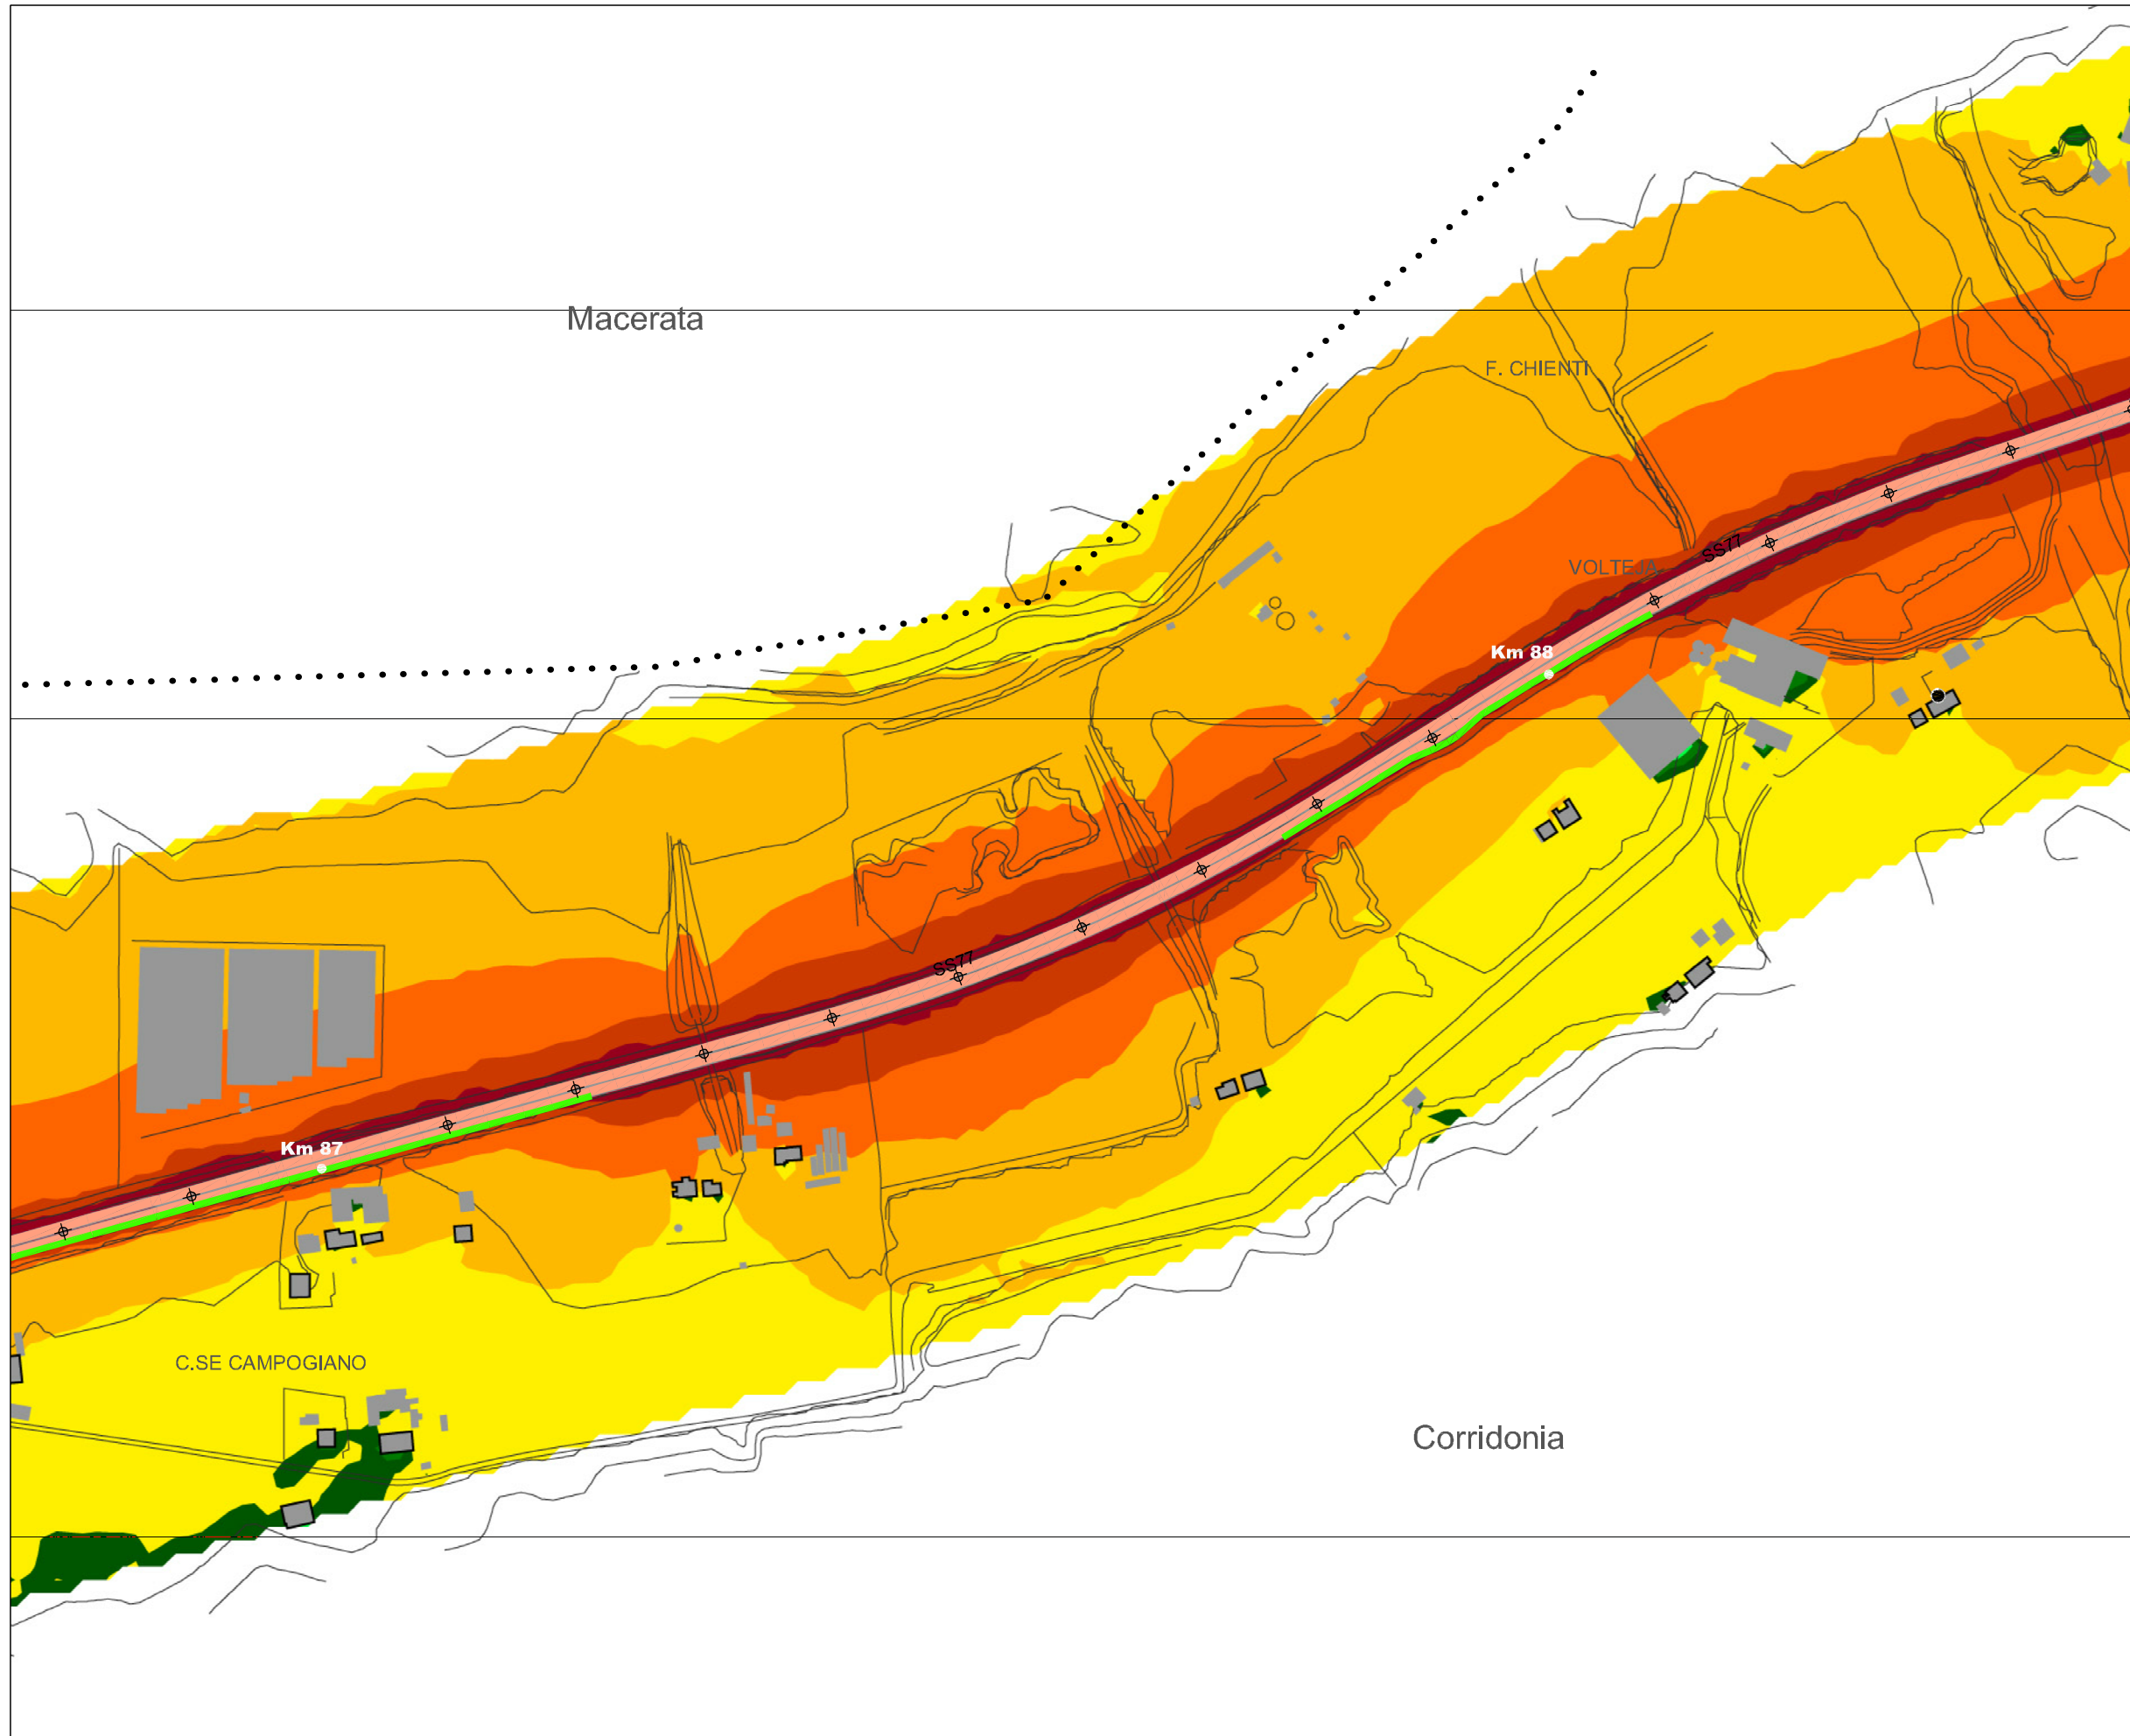 Macerata
F. CHIENTI
SS77
VOLTEJA
Km 88
SS77
Km 87
C.SE CAMPOGIANO
Corridonia